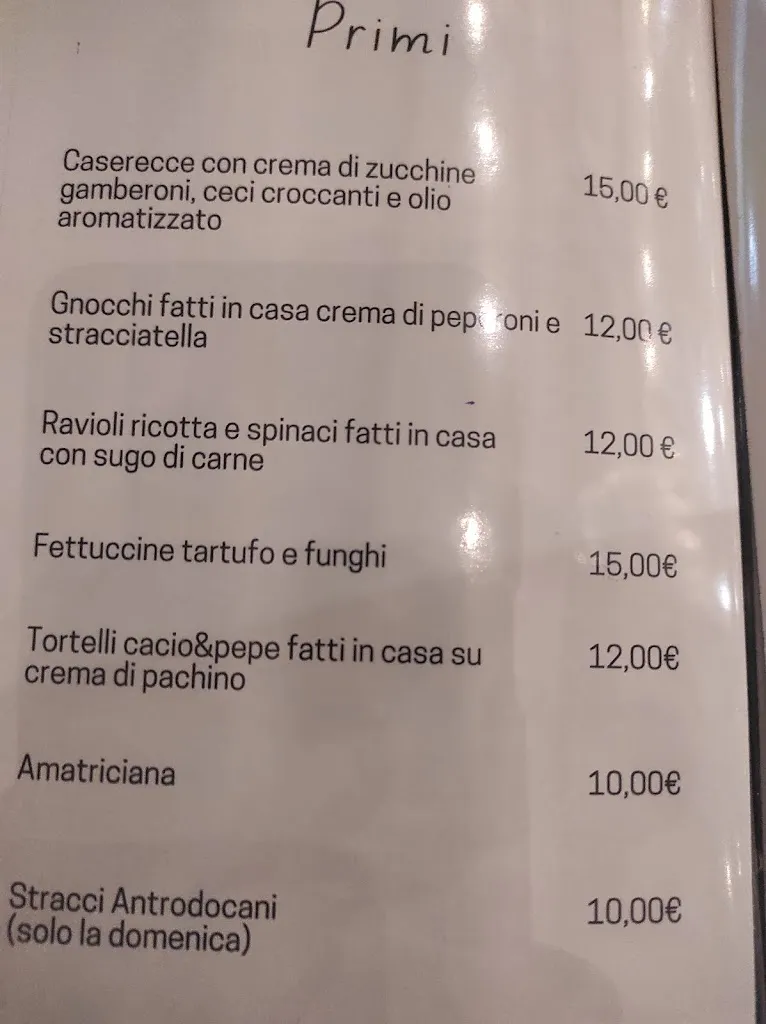 Primi
Caserecce con crema di zucchine
gamberoni, ceci croccanti e olio
aromatizzato
15,00 €
Gnocchi fatti in casa crema di peperoni e
stracciatella
12,00 €
Ravioli ricotta e spinaci fatti in casa
con sugo di carne
12,00 €
Fettuccine tartufo e funghi
15,00€
Tortelli cacio&pepe fatti in casa su
crema di pachino
12,00€
Amatriciana
10,00€
Stracci Antrodocani
(solo la domenica)
10,00€